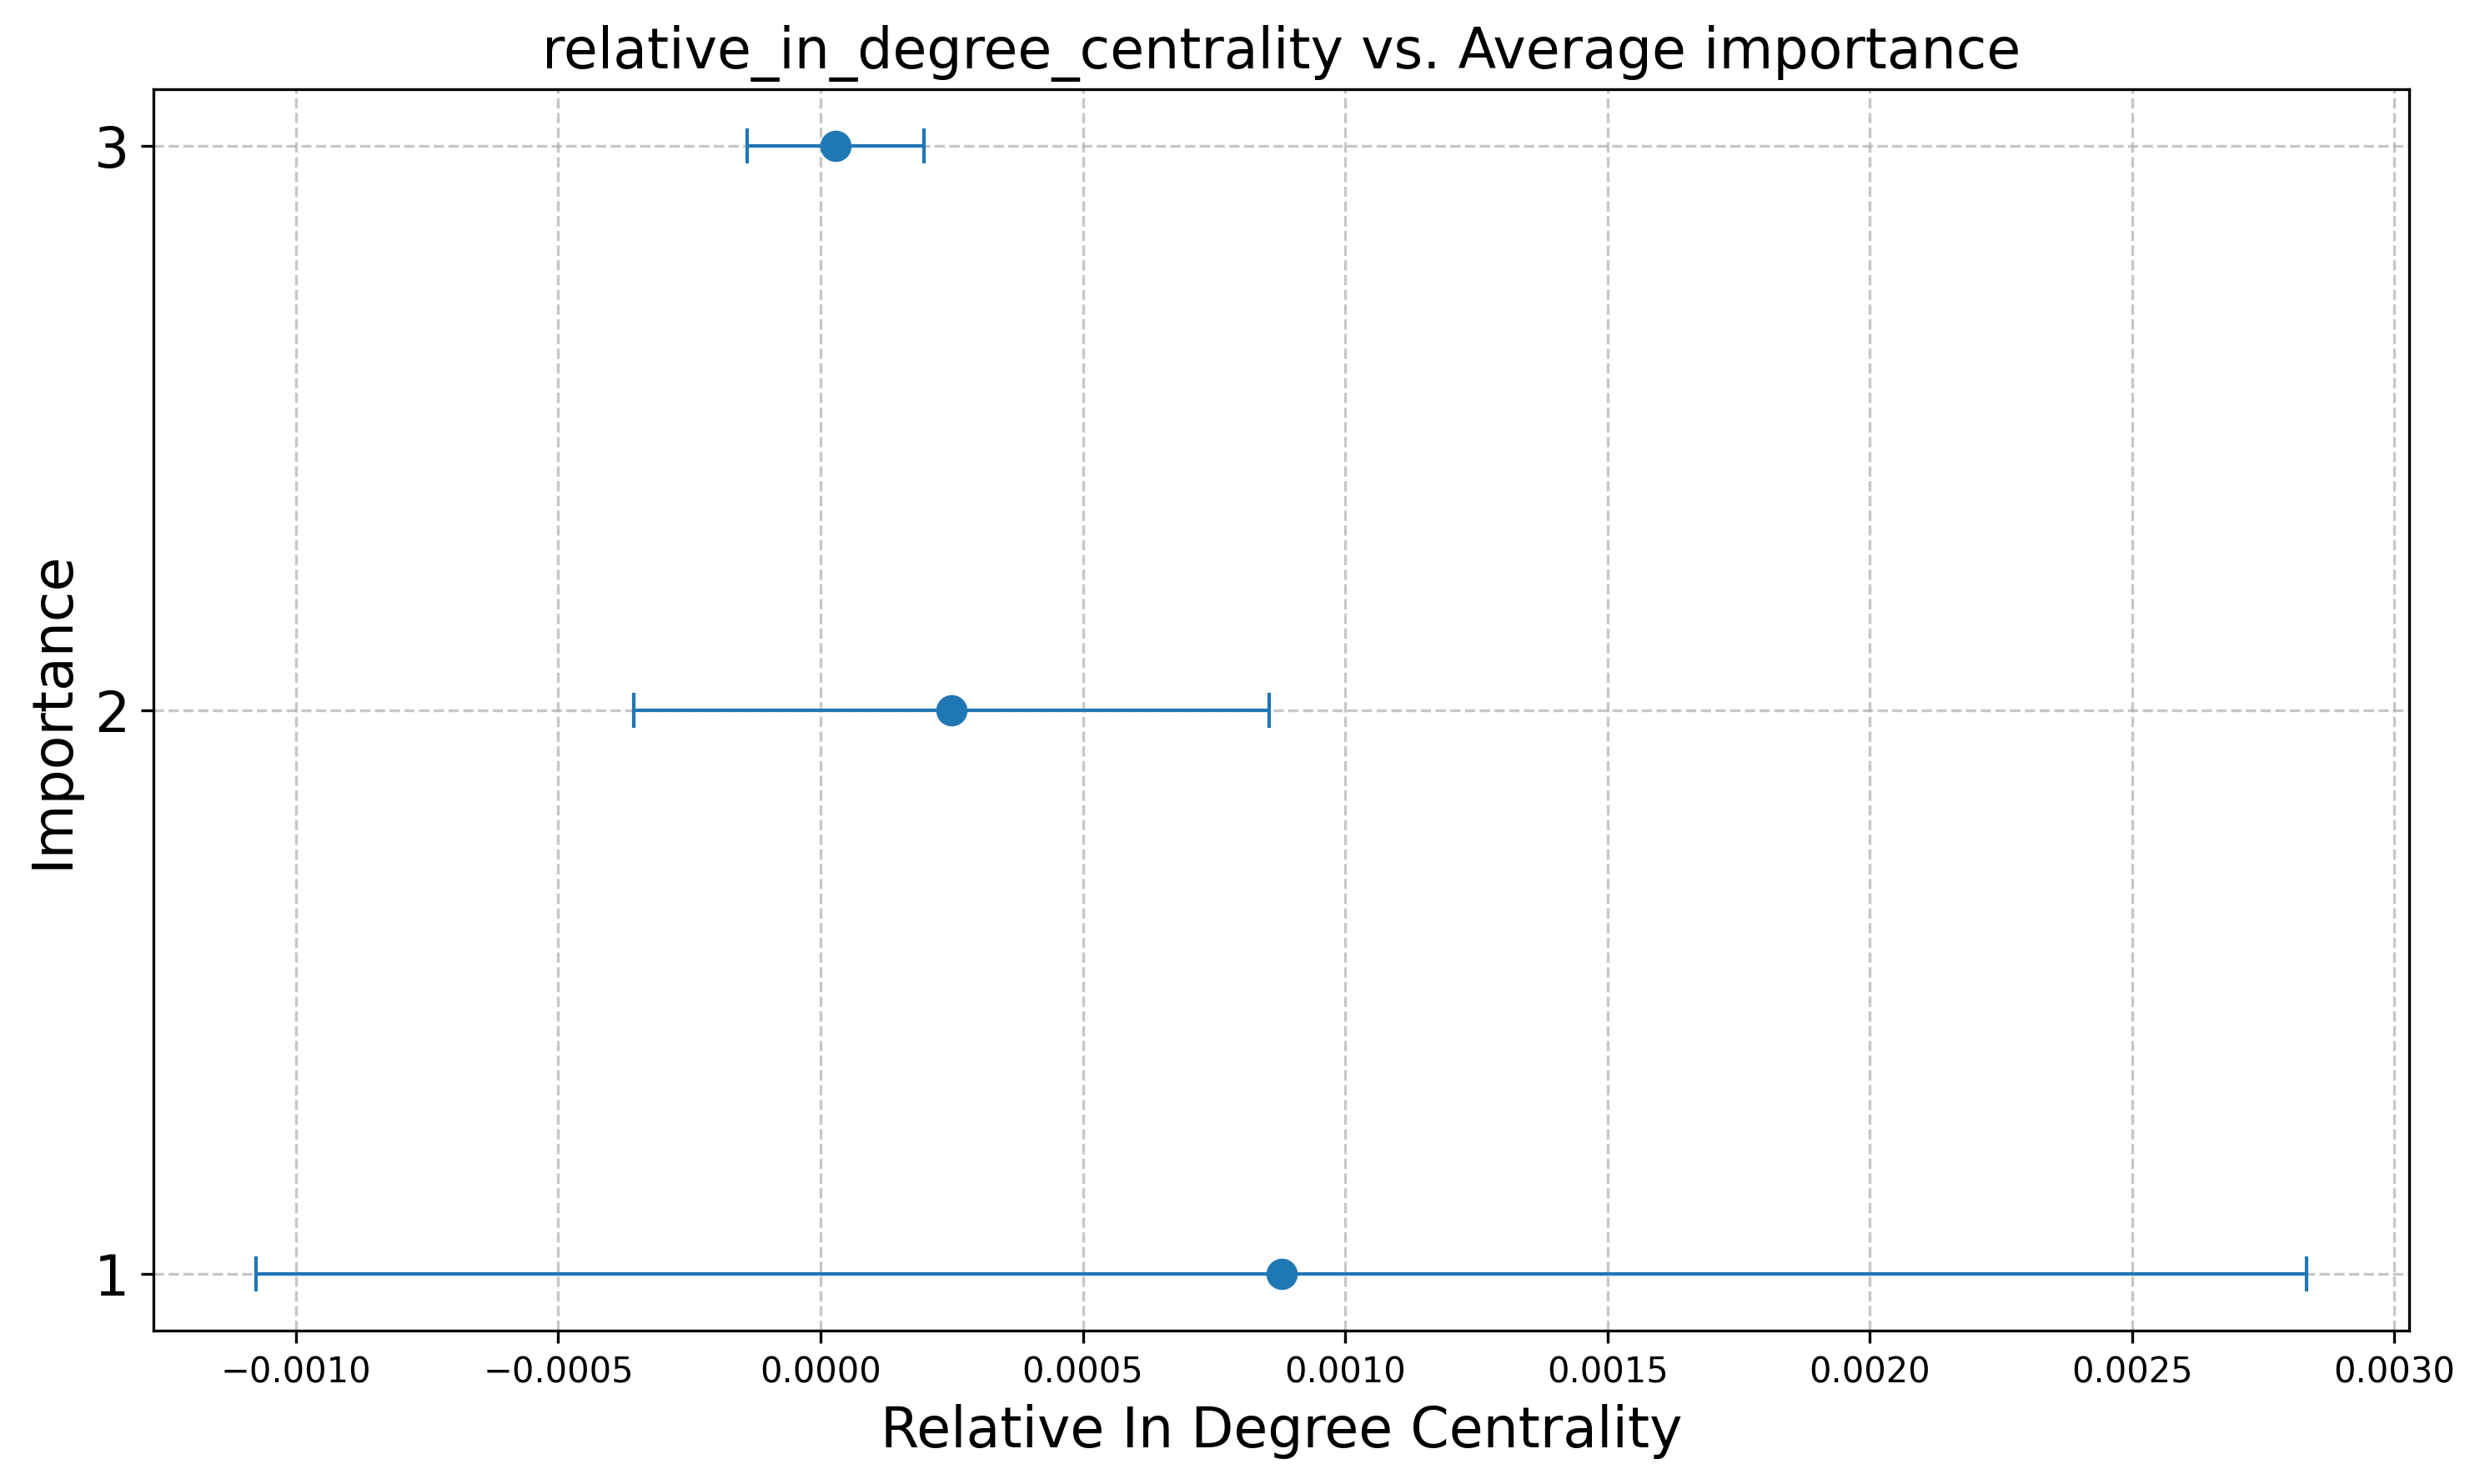 relative_in_degree_centrality vs. Average importance
3
2
1
Importance
−0.0010 −0.0005 0.0000 0.0005 0.0010 0.0015 0.0020 0.0025 0.0030
Relative In Degree Centrality